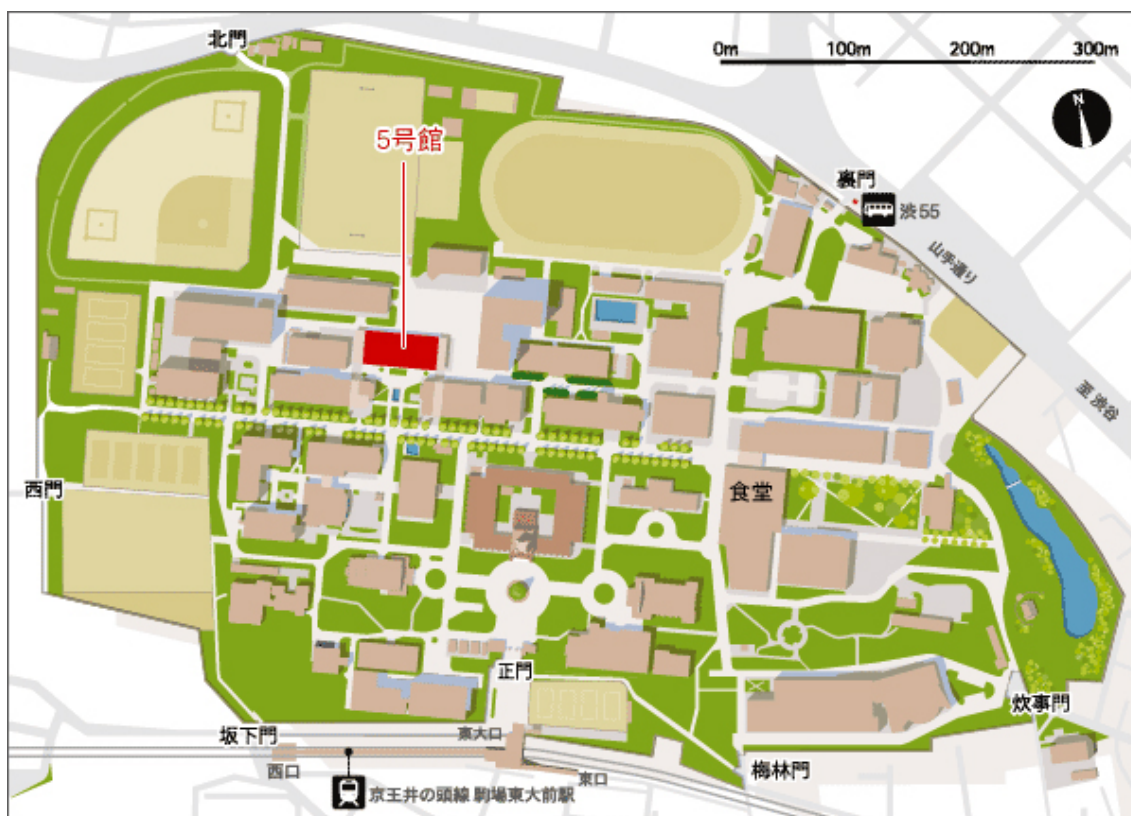 北門
0m 100m 200m 300m
N
5号館
裏門
渋55
山手通り
至 渋谷
西門
食堂
正門
炊事門
坂下門
東大口
西口
東口
梅林門
京王井の頭線 駒場東大前駅